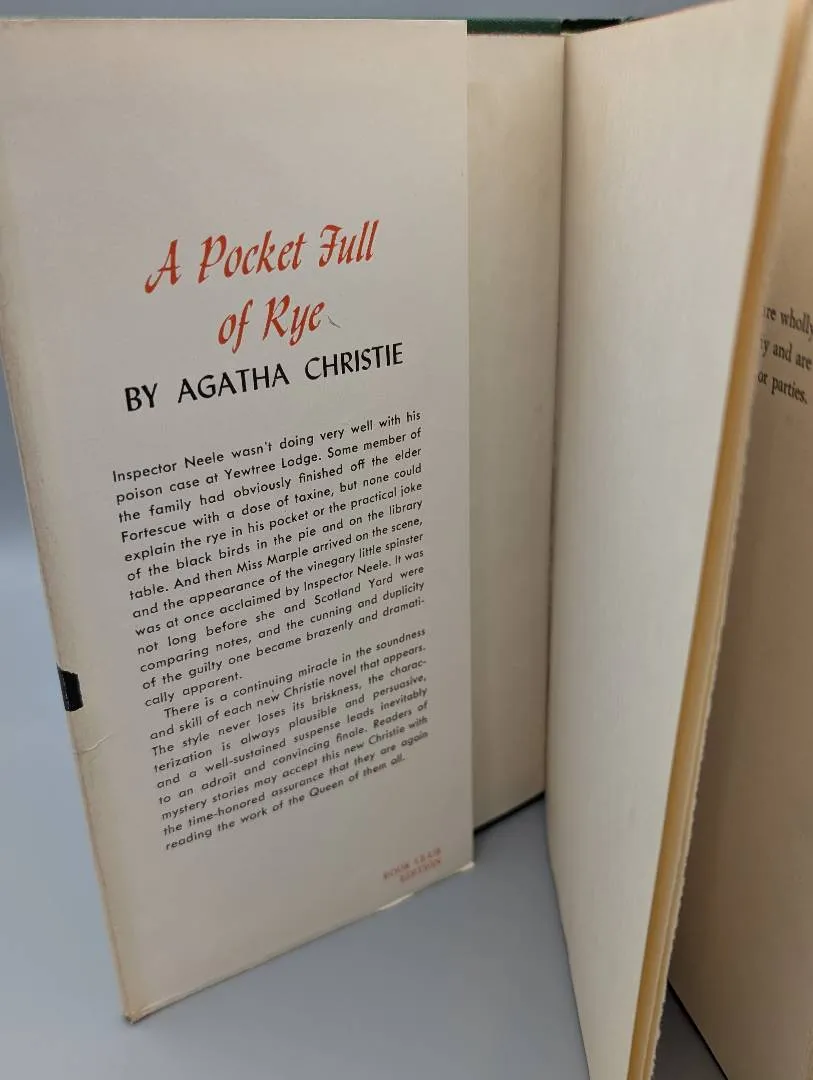 A Pocket Full
of Rye
BY AGATHA CHRISTIE
Inspector Neele wasn't doing very well with his
poison case at Yewtree Lodge. Some member of
the family had obviously finished off the elder
Fortescue with a dose of taxine, but none could
explain the rye in his pocket or the practical joke
of the black birds in the pie and on the library
table. And then Miss Marple arrived on the scene,
and the appearance of the vinegary little spinster
was at once acclaimed by Inspector Neele. It was
not long before she and Scotland Yard were
comparing notes, and the cunning and duplicity
of the guilty one became brazenly and dramati-
cally apparent.
There is a continuing miracle in the soundness
and skill of each new Christie novel that appears.
The style never loses its briskness, the charac-
terization is always plausible and persuasive,
and a well-sustained suspense leads inevitably
to an adroit and convincing finale. Readers of
mystery stories may accept this new Christie with
the time-honored assurance that they are again
reading the work of the Queen of them all.
BOOK CLUB
EDITION
re wholly
y and are
or parties.